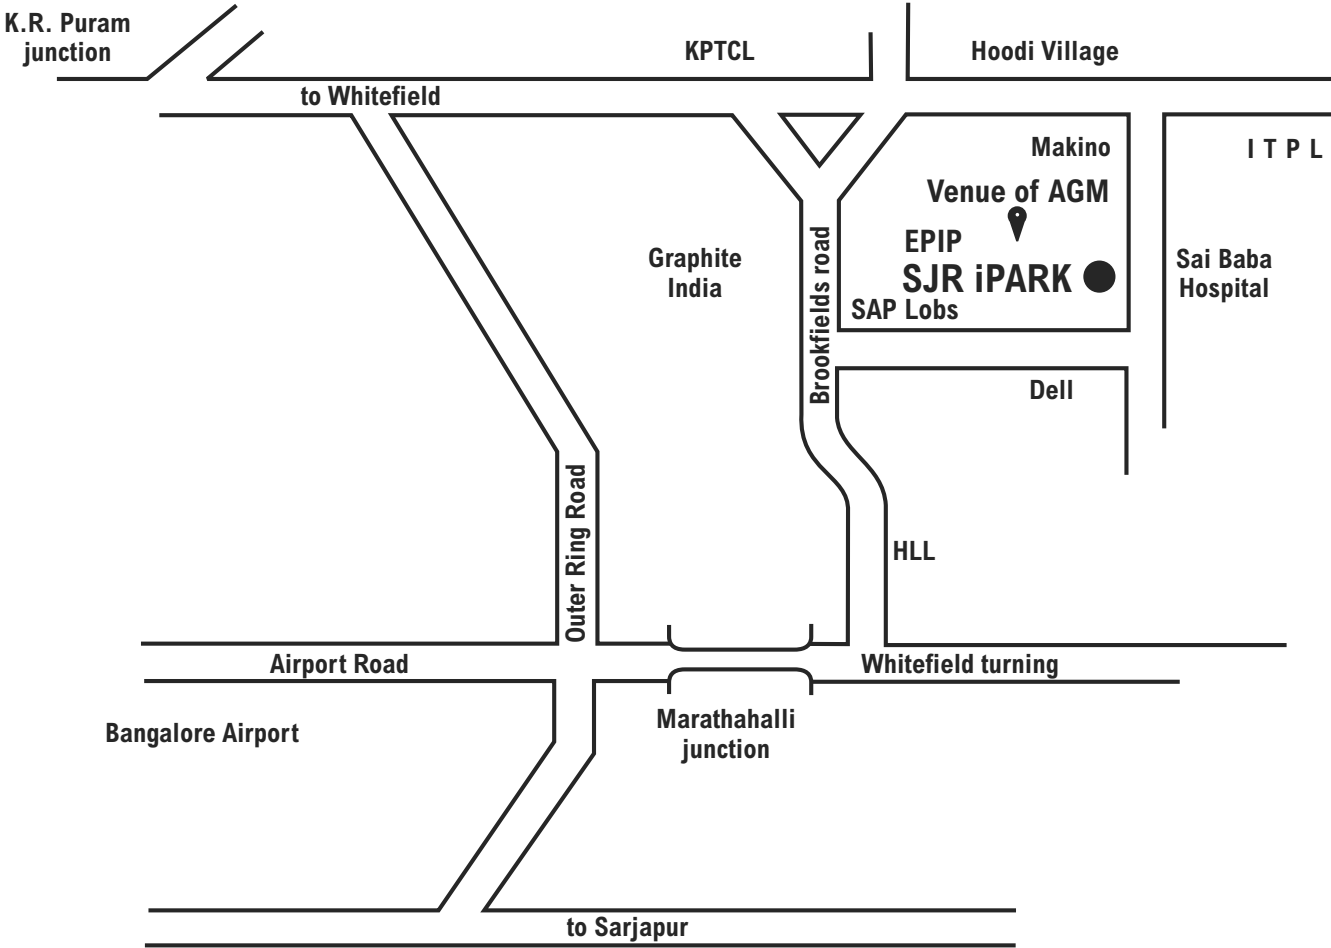 K.R. Puram
junction
KPTCL
Hoodi Village
to Whitefield
Makino
I T P L
Venue of AGM
EPIP
SJR iPARK
SAP Lobs
Graphite
India
Brookfields road
Sai Baba
Hospital
Dell
Outer Ring Road
HLL
Airport Road
Whitefield turning
Bangalore Airport
Marathahalli
junction
to Sarjapur